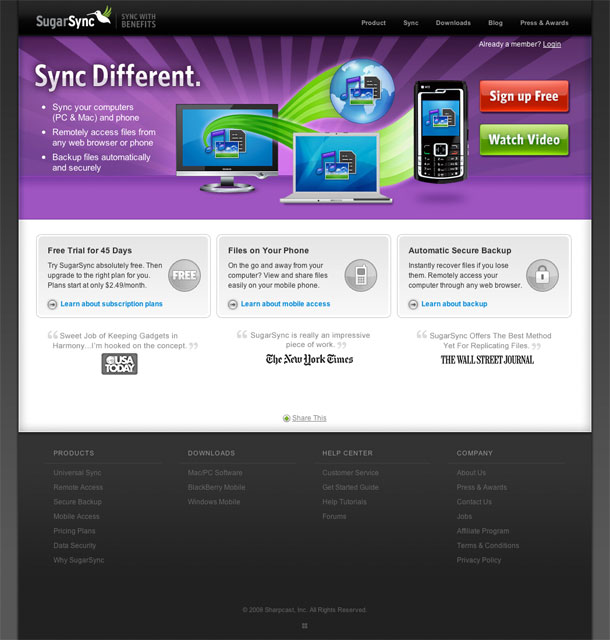 SugarSync
SYNC WITH
BENEFITS
Product Sync Downloads Blog Press & Awards
Already a member? Login
Sync Different.
Sync your computers
(PC & Mac) and phone
Remotely access files from
any web browser or phone
Backup files automatically
and securely
Sign up Free
Watch Video
Free Trial for 45 Days
Try SugarSync absolutely free. Then
upgrade to the right plan for you.
Plans start at only $2.49/month.
FREE
Learn about subscription plans
Files on Your Phone
On the go and away from your
computer? View and share files
easily on your mobile phone.
Learn about mobile access
Automatic Secure Backup
Instantly recover files if you lose
them. Remotely access your
computer through any web browser.
Learn about backup
“ Sweet Job of Keeping Gadgets in
Harmony...I'm hooked on the concept. ”
USA
TODAY
“ SugarSync is really an impressive
piece of work. ”
The New York Times
“ SugarSync Offers The Best Method
Yet For Replicating Files. ”
THE WALL STREET JOURNAL
Share This
PRODUCTS
Universal Sync
Remote Access
Secure Backup
Mobile Access
Pricing Plans
Data Security
Why SugarSync
DOWNLOADS
Mac/PC Software
BlackBerry Mobile
Windows Mobile
HELP CENTER
Customer Service
Get Started Guide
Help Tutorials
Forums
COMPANY
About Us
Press & Awards
Contact Us
Jobs
Affiliate Program
Terms & Conditions
Privacy Policy
© 2008 Sharpcast, Inc. All Rights Reserved.